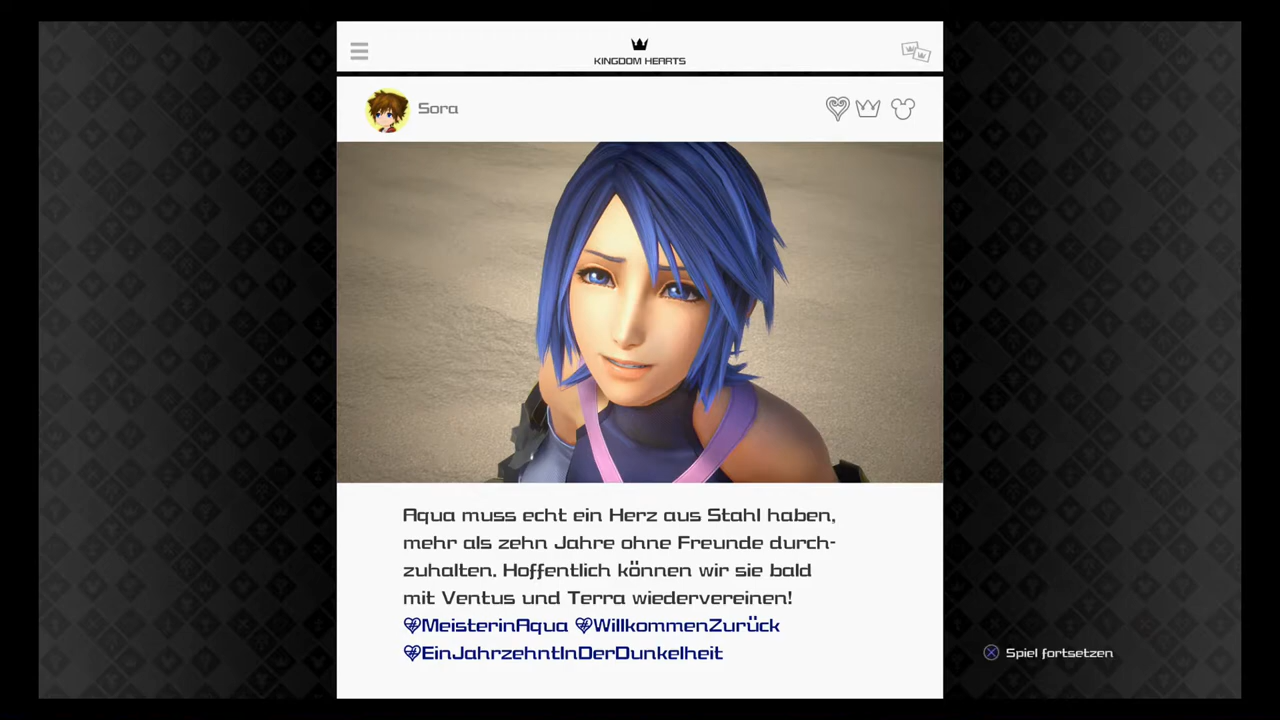 KINGDOM HEARTS
Sora
Aqua muss echt ein Herz aus Stahl haben,
mehr als zehn Jahre ohne Freunde durch-
zuhalten. Hoffentlich können wir sie bald
mit Ventus und Terra wiedervereinen!
MeisterinAqua WillkommenZurück
EinJahrzehntInDerDunkelheit
Spiel fortsetzen